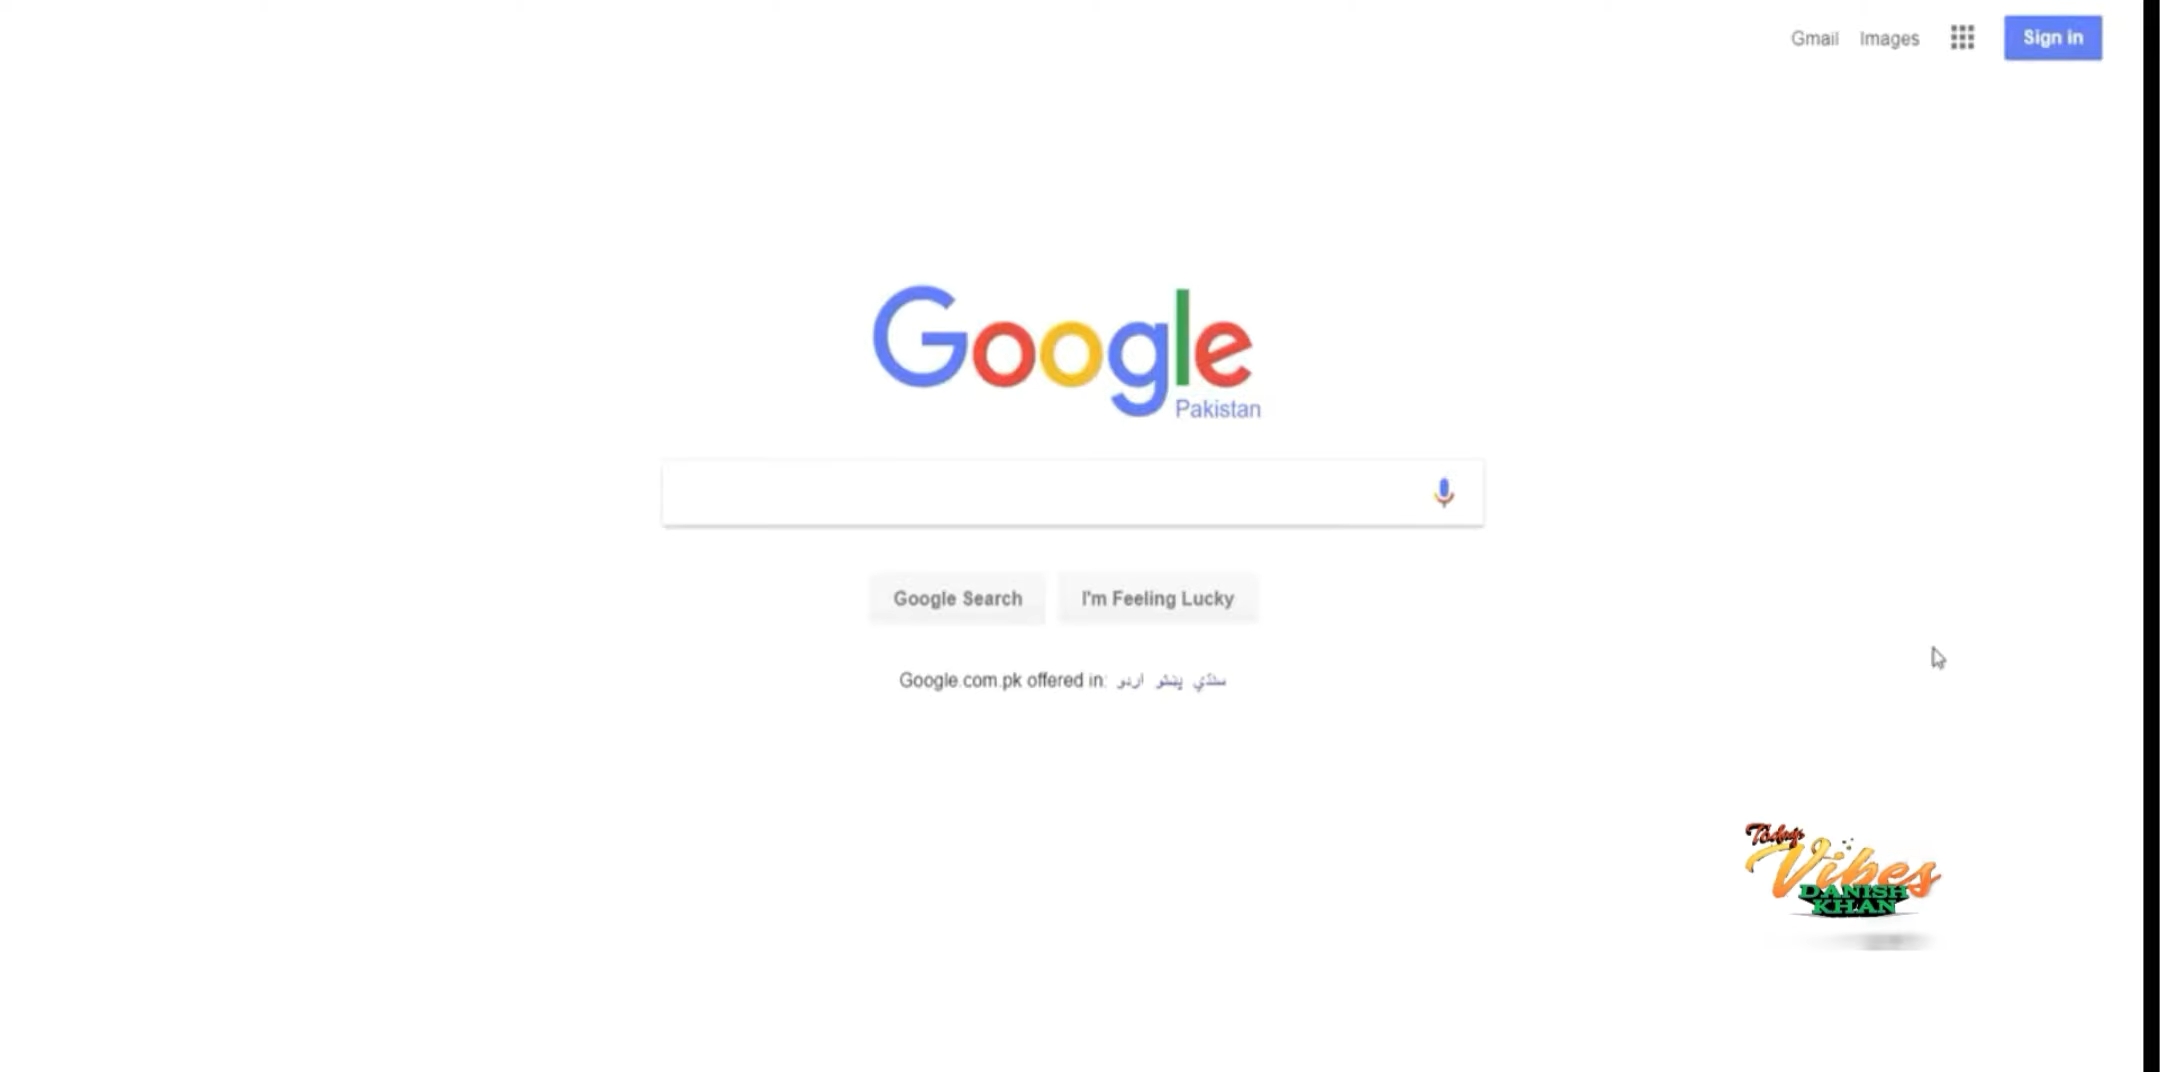 Gmail Images Sign in
Google
Pakistan
Google Search I'm Feeling Lucky
Google.com.pk offered in: اردو پښتو سنڌي
Today
Vibes
DANISH
KHAN